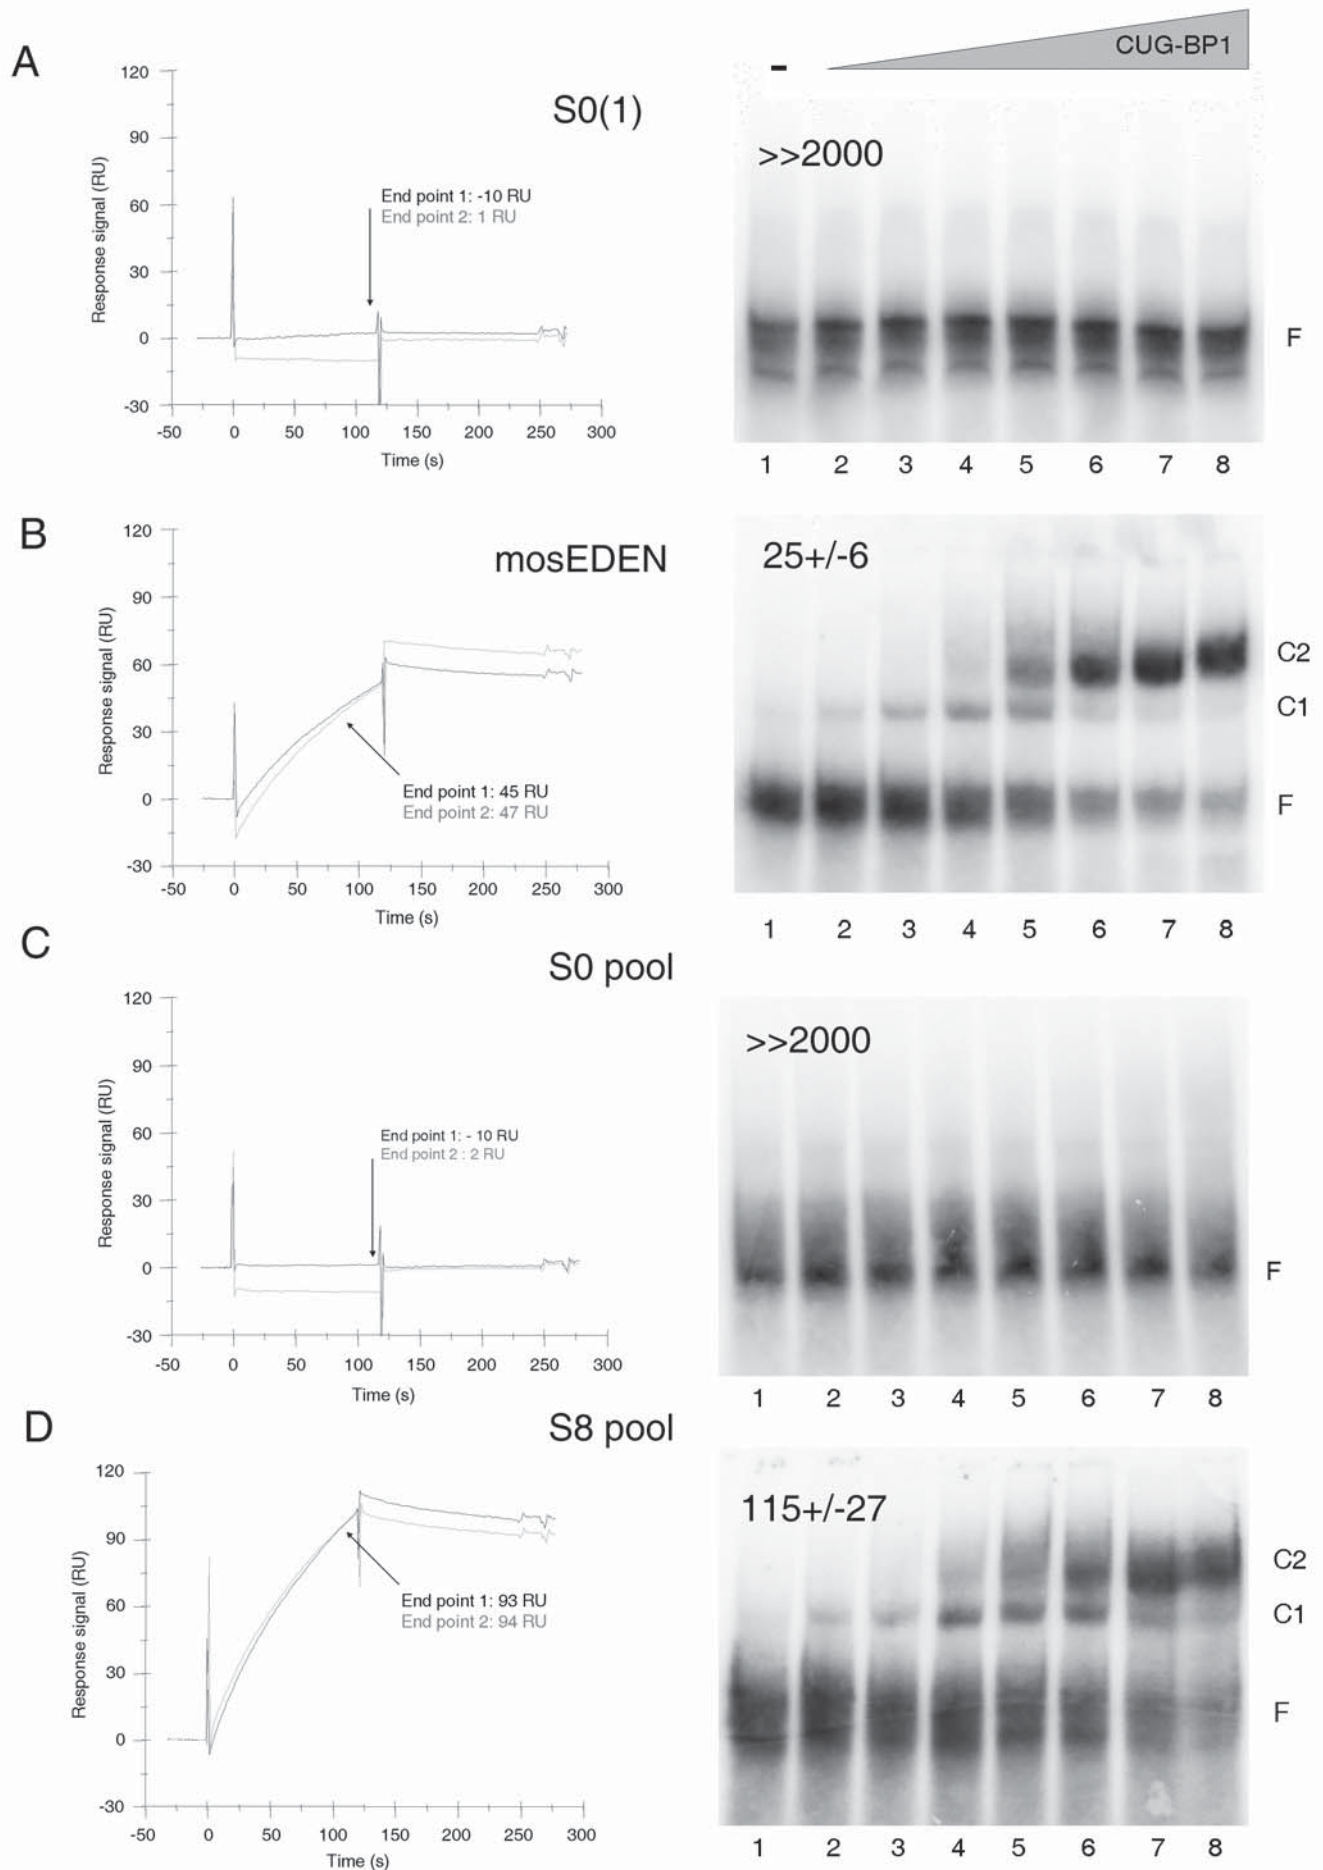 A
S0(1)
120
90
60
30
0
-30
Response signal (RU)
End point 1: -10 RU
End point 2: 1 RU
-50 0 50 100 150 200 250 300
Time (s)
- CUG-BP1
>>2000
F
1 2 3 4 5 6 7 8
B
mosEDEN
120
90
60
30
0
-30
Response signal (RU)
End point 1: 45 RU
End point 2: 47 RU
-50 0 50 100 150 200 250 300
Time (s)
25+/-6
C2
C1
F
1 2 3 4 5 6 7 8
C
S0 pool
120
90
60
30
0
-30
Response signal (RU)
End point 1: - 10 RU
End point 2 : 2 RU
-50 0 50 100 150 200 250 300
Time (s)
>>2000
F
1 2 3 4 5 6 7 8
D
S8 pool
120
90
60
30
0
-30
Response signal (RU)
End point 1: 93 RU
End point 2: 94 RU
-50 0 50 100 150 200 250 300
Time (s)
115+/-27
C2
C1
F
1 2 3 4 5 6 7 8